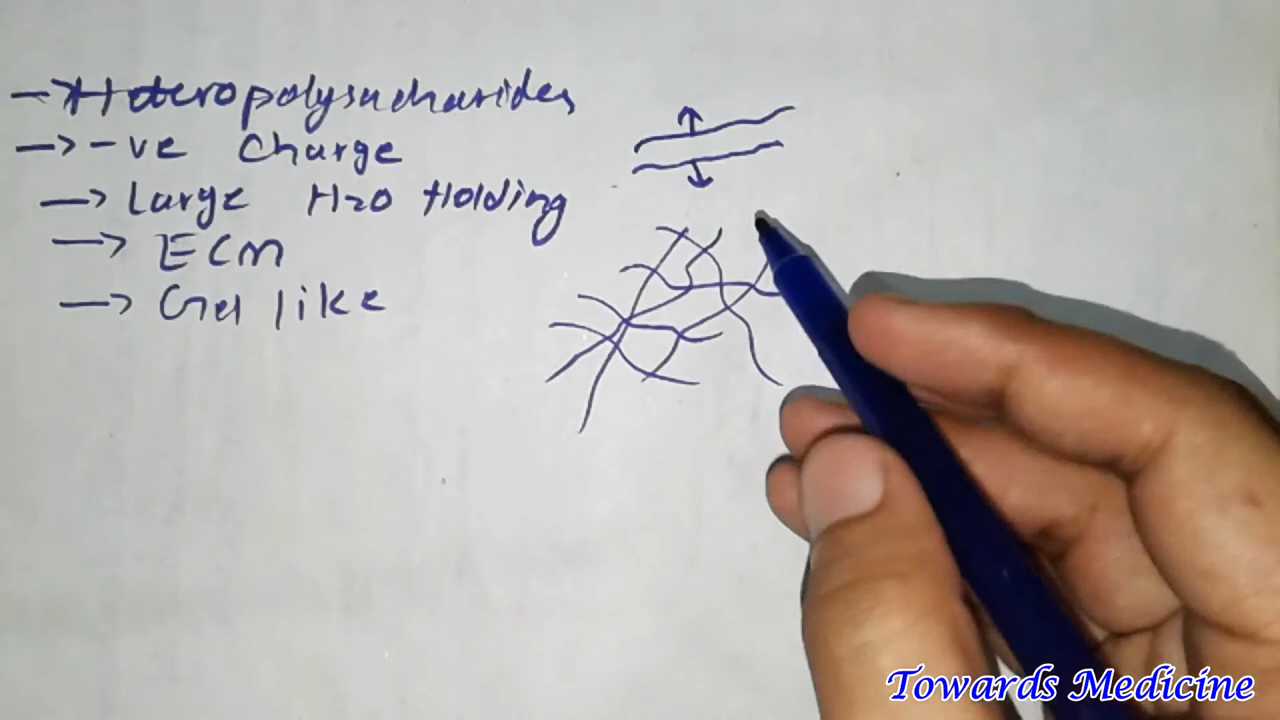 → Heteropolysaccharides
→ -ve Charge
→ Large H2O Holding
→ ECM
→ Gel like
Towards Medicine